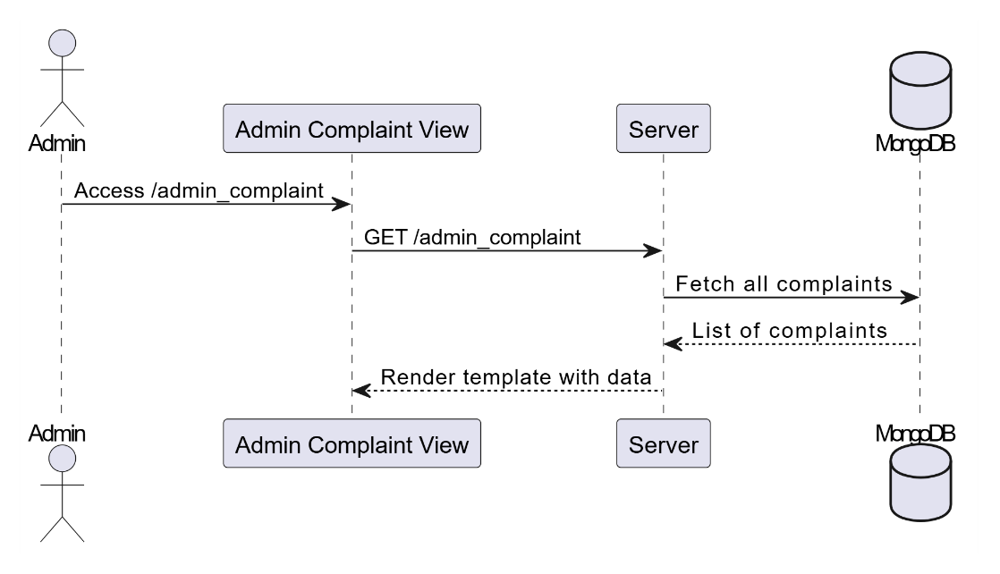 Admin
Admin Complaint View
Server
MongoDB
Access /admin_complaint
GET /admin_complaint
Fetch all complaints
List of complaints
Render template with data
Admin
Admin Complaint View
Server
MongoDB